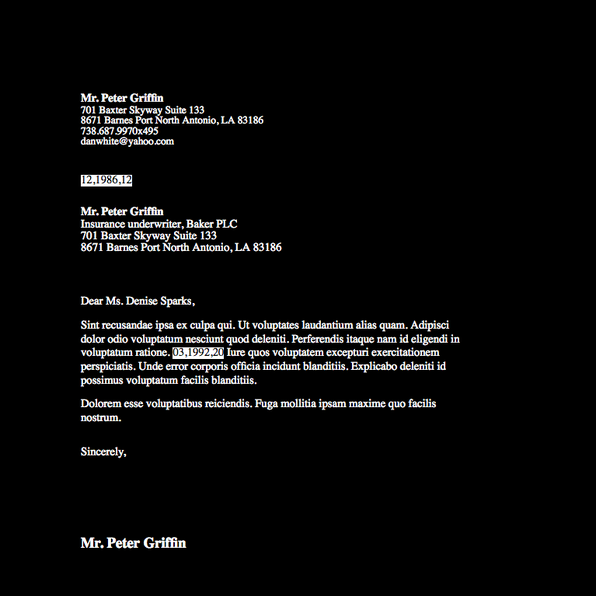 Mr. Peter Griffin
701 Baxter Skyway Suite 133
8671 Barnes Port North Antonio, LA 83186
738.687.9970x495
danwhite@yahoo.com
12,1986,12
Mr. Peter Griffin
Insurance underwriter, Baker PLC
701 Baxter Skyway Suite 133
8671 Barnes Port North Antonio, LA 83186
Dear Ms. Denise Sparks,
Sint recusandae ipsa ex culpa qui. Ut voluptates laudantium alias quam. Adipisci
dolor odio voluptatum nesciunt quod deleniti. Perferendis itaque nam id eligendi in
voluptatum ratione. 03,1992,20 Iure quos voluptatem excepturi exercitationem
perspiciatis. Unde error corporis officia incidunt blanditiis. Explicabo deleniti id
possimus voluptatum facilis blanditiis.
Dolorem esse voluptatibus reiciendis. Fuga mollitia ipsam maxime quo facilis
nostrum.
Sincerely,
Mr. Peter Griffin